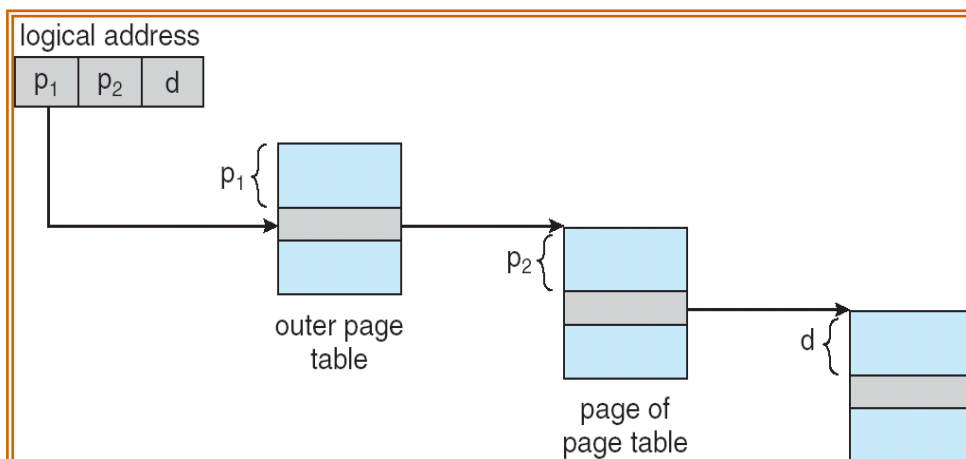 logical address
p₁ p₂ d
p₁
p₂
outer page
table
d
page of
page table